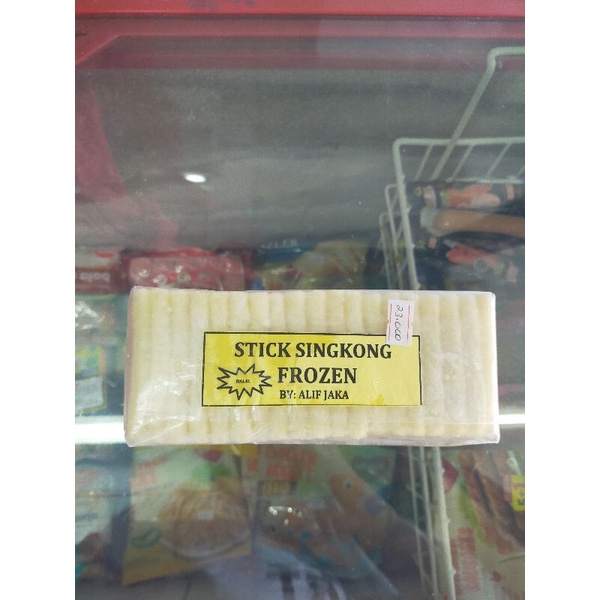 23.000
STICK SINGKONG
FROZEN
HALAL
BY: ALIF JAKA